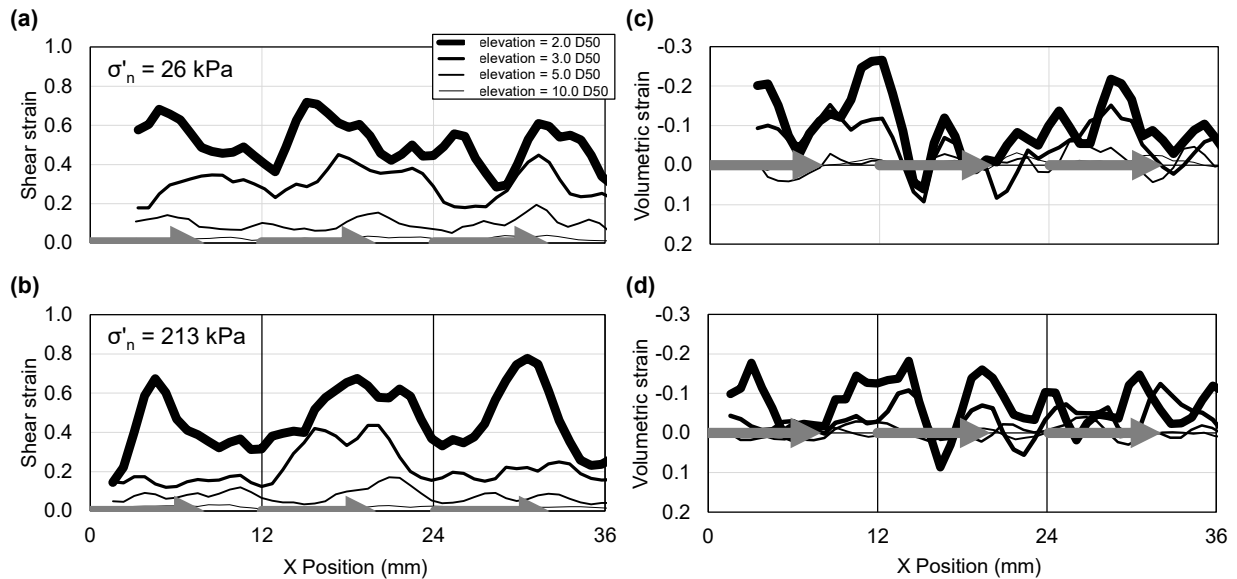 (a)
1.0
0.8
0.6
0.4
0.2
0.0
Shear strain
σ'n = 26 kPa
elevation = 2.0 D50
elevation = 3.0 D50
elevation = 5.0 D50
elevation = 10.0 D50
(b)
1.0
0.8
0.6
0.4
0.2
0.0
Shear strain
σ'n = 213 kPa
0
12
24
36
X Position (mm)
(c)
-0.3
-0.2
-0.1
0.0
0.1
0.2
Volumetric strain
0
12
24
36
(d)
-0.3
-0.2
-0.1
0.0
0.1
0.2
Volumetric strain
0
12
24
36
X Position (mm)